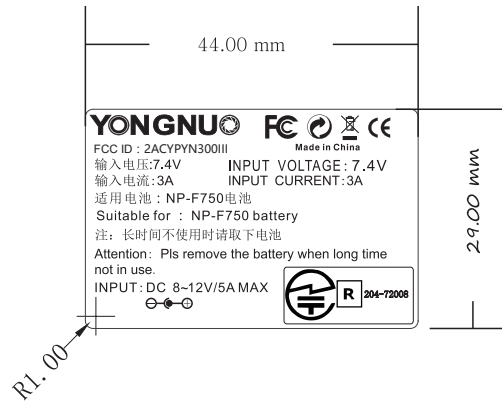 44.00 mm
YONGNUO FC CE
Made in China
FCC ID : 2ACYPYN300III
输入电压:7.4V INPUT VOLTAGE : 7.4V
输入电流:3A INPUT CURRENT:3A
适用电池 : NP-F750电池
Suitable for : NP-F750 battery
注: 长时间不使用时请取下电池
Attention: Pls remove the battery when long time
not in use.
INPUT: DC 8~12V/5A MAX
R 204-72008
29.00 mm
R1.00